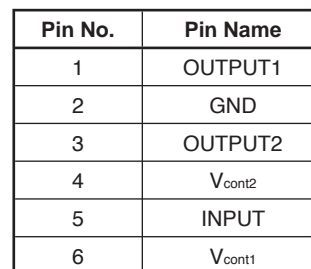 Pin No. Pin Name
1 OUTPUT1
2 GND
3 OUTPUT2
4 Vcont2
5 INPUT
6 Vcont1